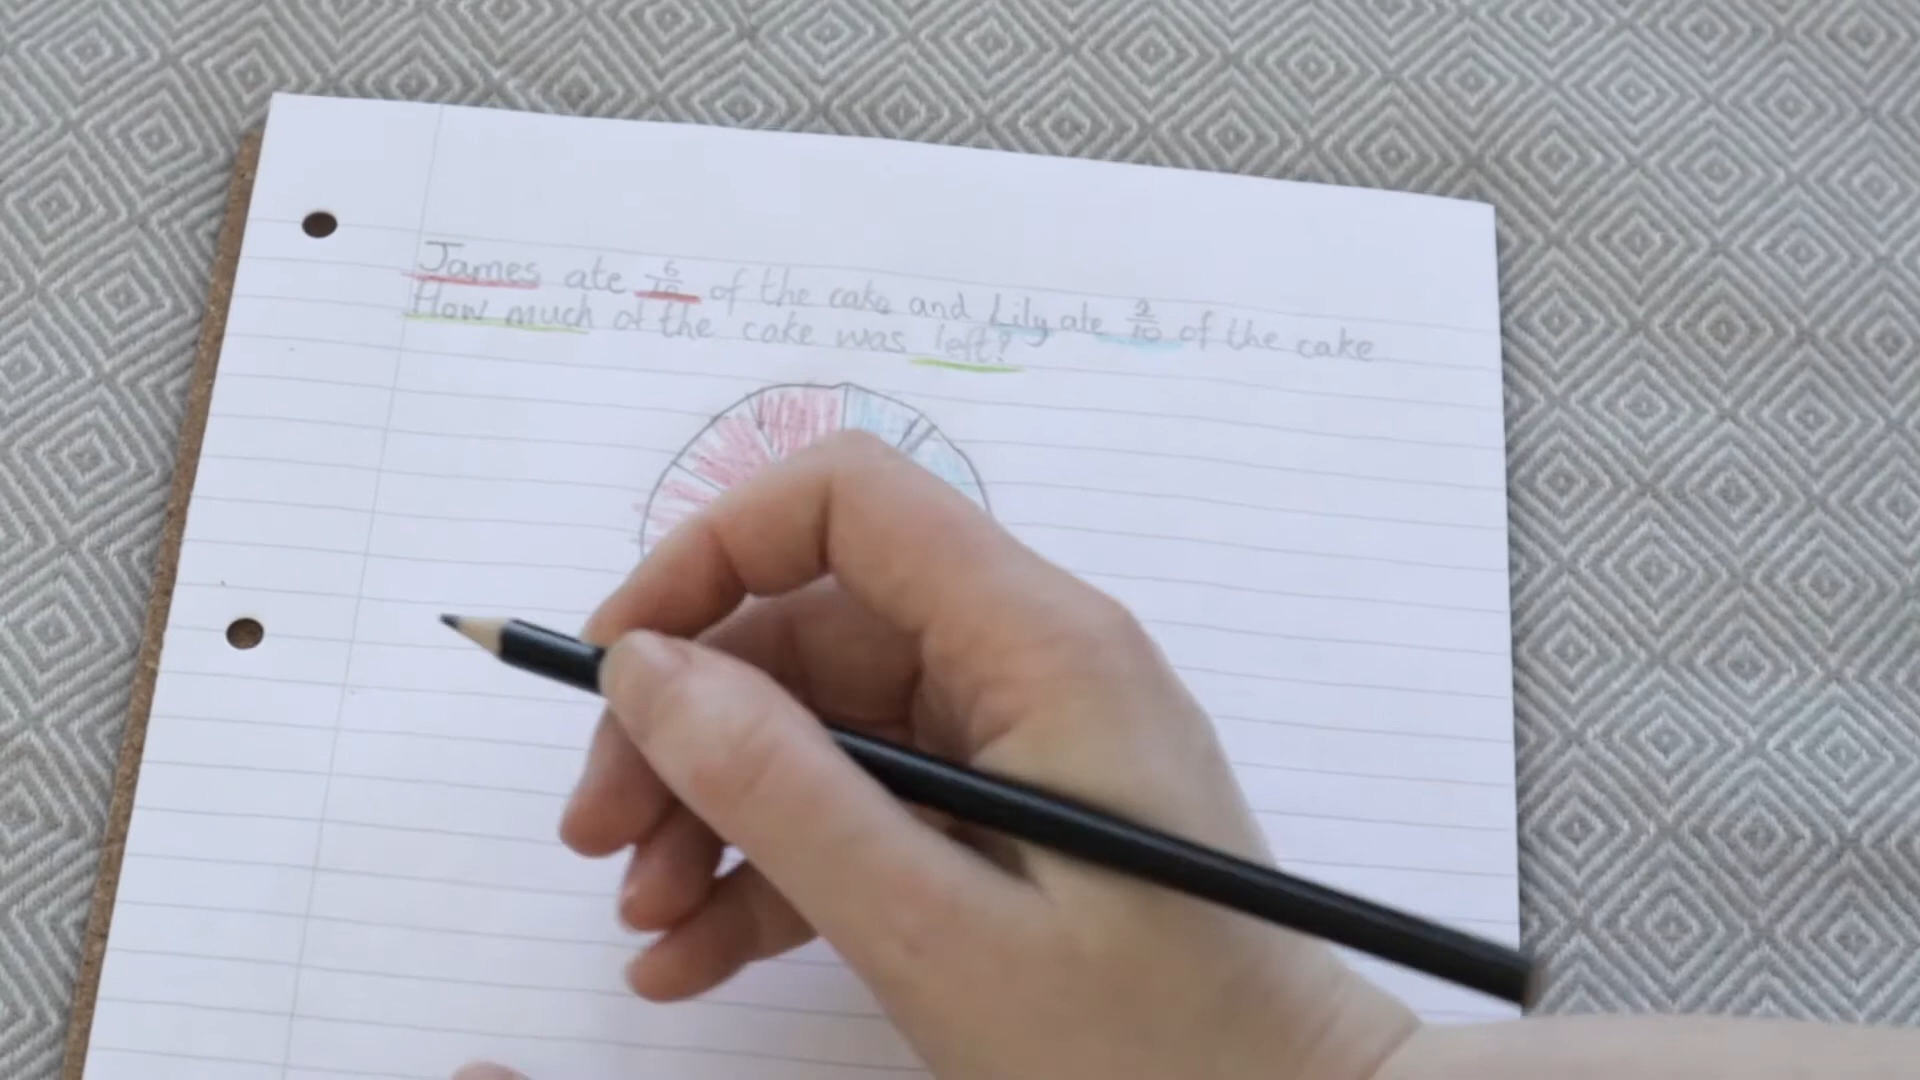 James ate 6/10 of the cake and Lily ate 2/10 of the cake
How much of the cake was left?